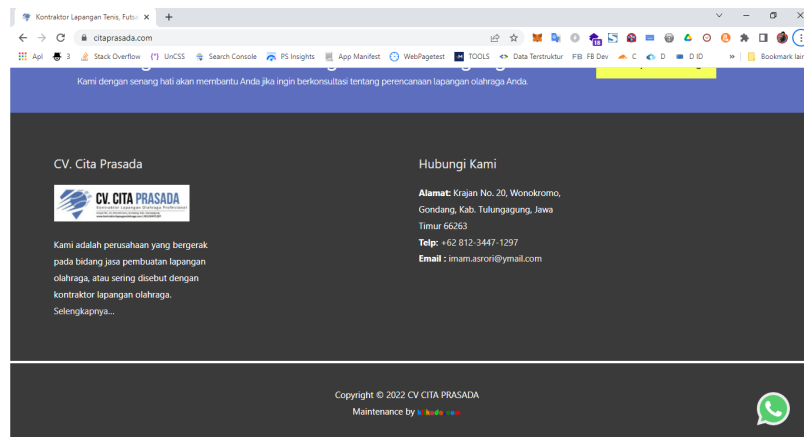 Kontraktor Lapangan Tenis, Futsa
citaprasada.com
18
Apl
3
Stack Overflow
{*} UnCSS
Search Console
PS Insights
App Manifest
WebPagetest
TOOLS
Data Terstruktur
FB FB Dev
C
D
D ID
»
Bookmark lain
Kami dengan senang hati akan membantu Anda jika ingin berkonsultasi tentang perencanaan lapangan olahraga Anda.
CV. Cita Prasada
CV. CITA PRASADA
Kontraktor Lapangan Olahraga Profesional
Kami adalah perusahaan yang bergerak
pada bidang jasa pembuatan lapangan
olahraga, atau sering disebut dengan
kontraktor lapangan olahraga.
Selengkapnya...
Hubungi Kami
Alamat: Krajan No. 20, Wonokromo,
Gondang, Kab. Tulungagung, Jawa
Timur 66263
Telp: +62 812-3447-1297
Email : imam.asrori@ymail.com
Copyright © 2022 CV CITA PRASADA
Maintenance by